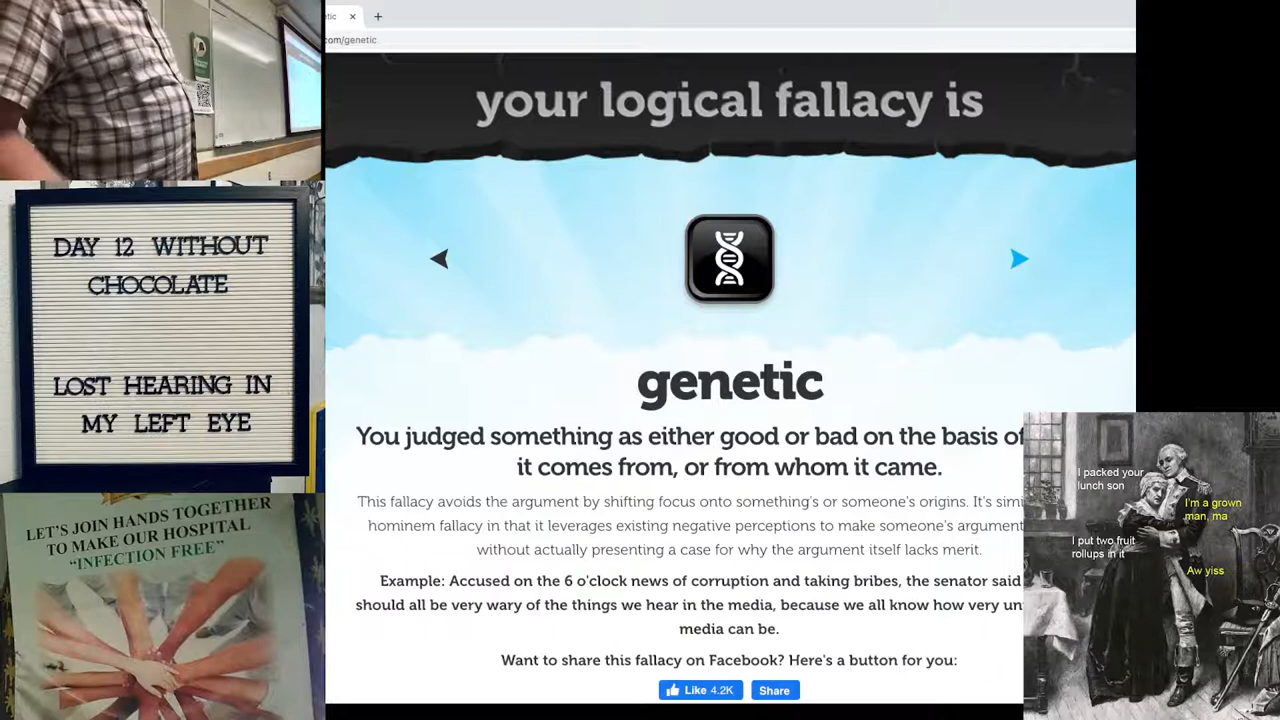 etic
com/genetic
your logical fallacy is
genetic
You judged something as either good or bad on the basis of
it comes from, or from whom it came.
This fallacy avoids the argument by shifting focus onto something's or someone's origins. It's simi
hominem fallacy in that it leverages existing negative perceptions to make someone's argument
without actually presenting a case for why the argument itself lacks merit.
Example: Accused on the 6 o'clock news of corruption and taking bribes, the senator said
should all be very wary of the things we hear in the media, because we all know how very un
media can be.
Want to share this fallacy on Facebook? Here's a button for you:
Like 4.2K
Share
DAY 12 WITHOUT
CHOCOLATE
LOST HEARING IN
MY LEFT EYE
LET'S JOIN HANDS TOGETHER
TO MAKE OUR HOSPITAL
"INFECTION FREE"
I packed your
lunch son
I'm a grown
man, ma
I put two fruit
rollups in it
Aw yiss